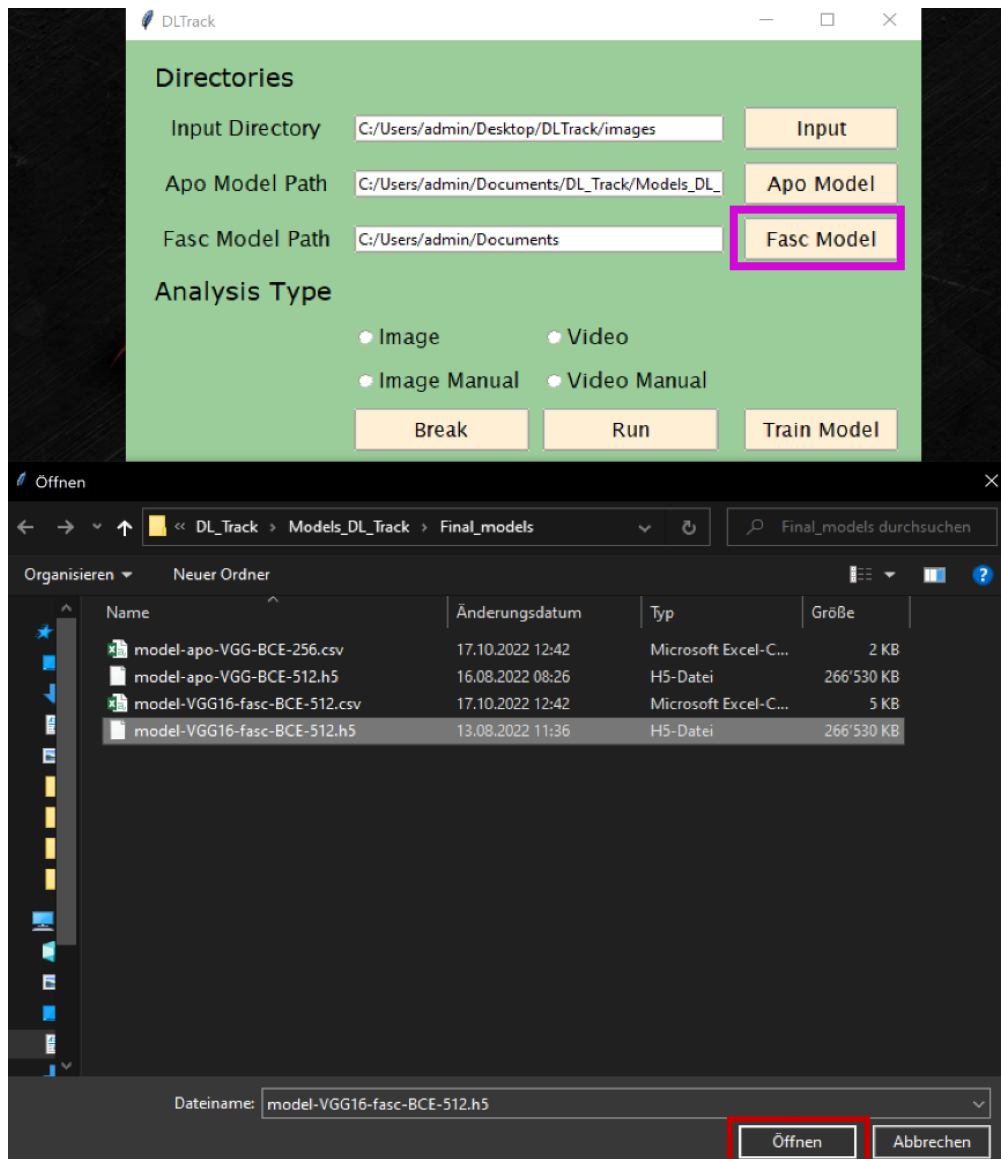 DLTrack
Directories
Input Directory C:/Users/admin/Desktop/DLTrack/images Input
Apo Model Path C:/Users/admin/Documents/DL_Track/Models_DL_ Apo Model
Fasc Model Path C:/Users/admin/Documents Fasc Model
Analysis Type
Image Video
Image Manual Video Manual
Break Run Train Model
Öffnen
« DL_Track › Models_DL_Track › Final_models Final_models durchsuchen
Organisieren Neuer Ordner ?
Name Änderungsdatum Typ Größe
model-apo-VGG-BCE-256.csv 17.10.2022 12:42 Microsoft Excel-C... 2 KB
model-apo-VGG-BCE-512.h5 16.08.2022 08:26 H5-Datei 266'530 KB
model-VGG16-fasc-BCE-512.csv 17.10.2022 12:42 Microsoft Excel-C... 5 KB
model-VGG16-fasc-BCE-512.h5 13.08.2022 11:36 H5-Datei 266'530 KB
Dateiname: model-VGG16-fasc-BCE-512.h5
Öffnen Abbrechen